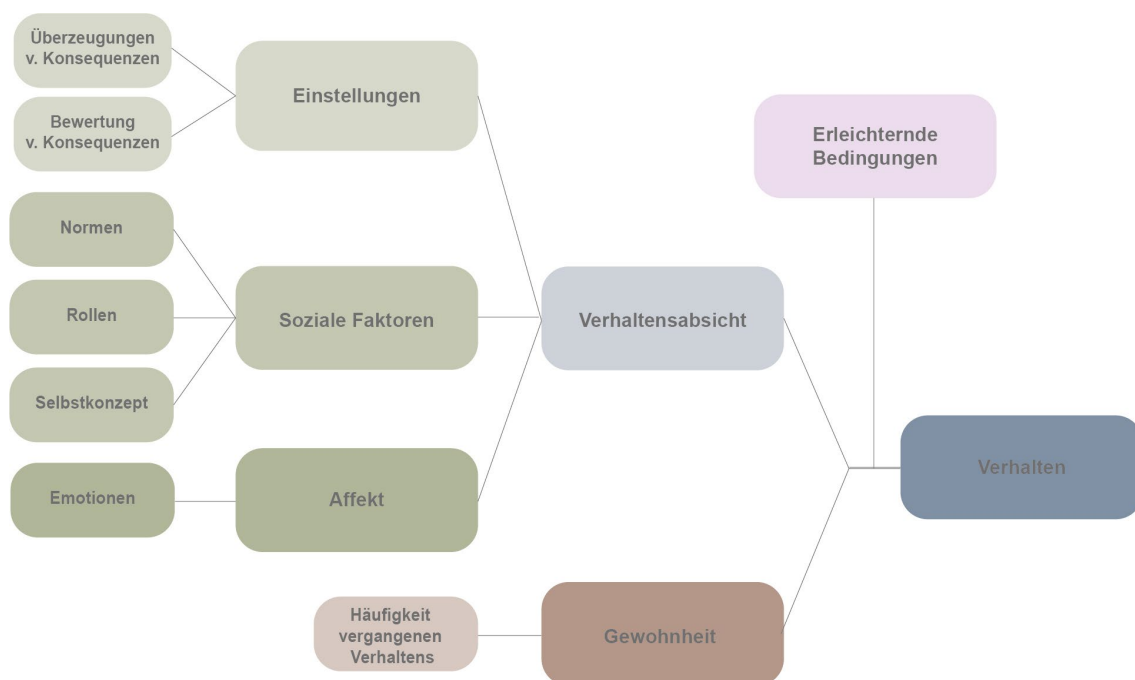 Überzeugungen
v. Konsequenzen
Bewertung
v. Konsequenzen
Normen
Rollen
Selbstkonzept
Emotionen
Einstellungen
Soziale Faktoren
Affekt
Häufigkeit
vergangenen
Verhaltens
Verhaltensabsicht
Gewohnheit
Erleichternde
Bedingungen
Verhalten